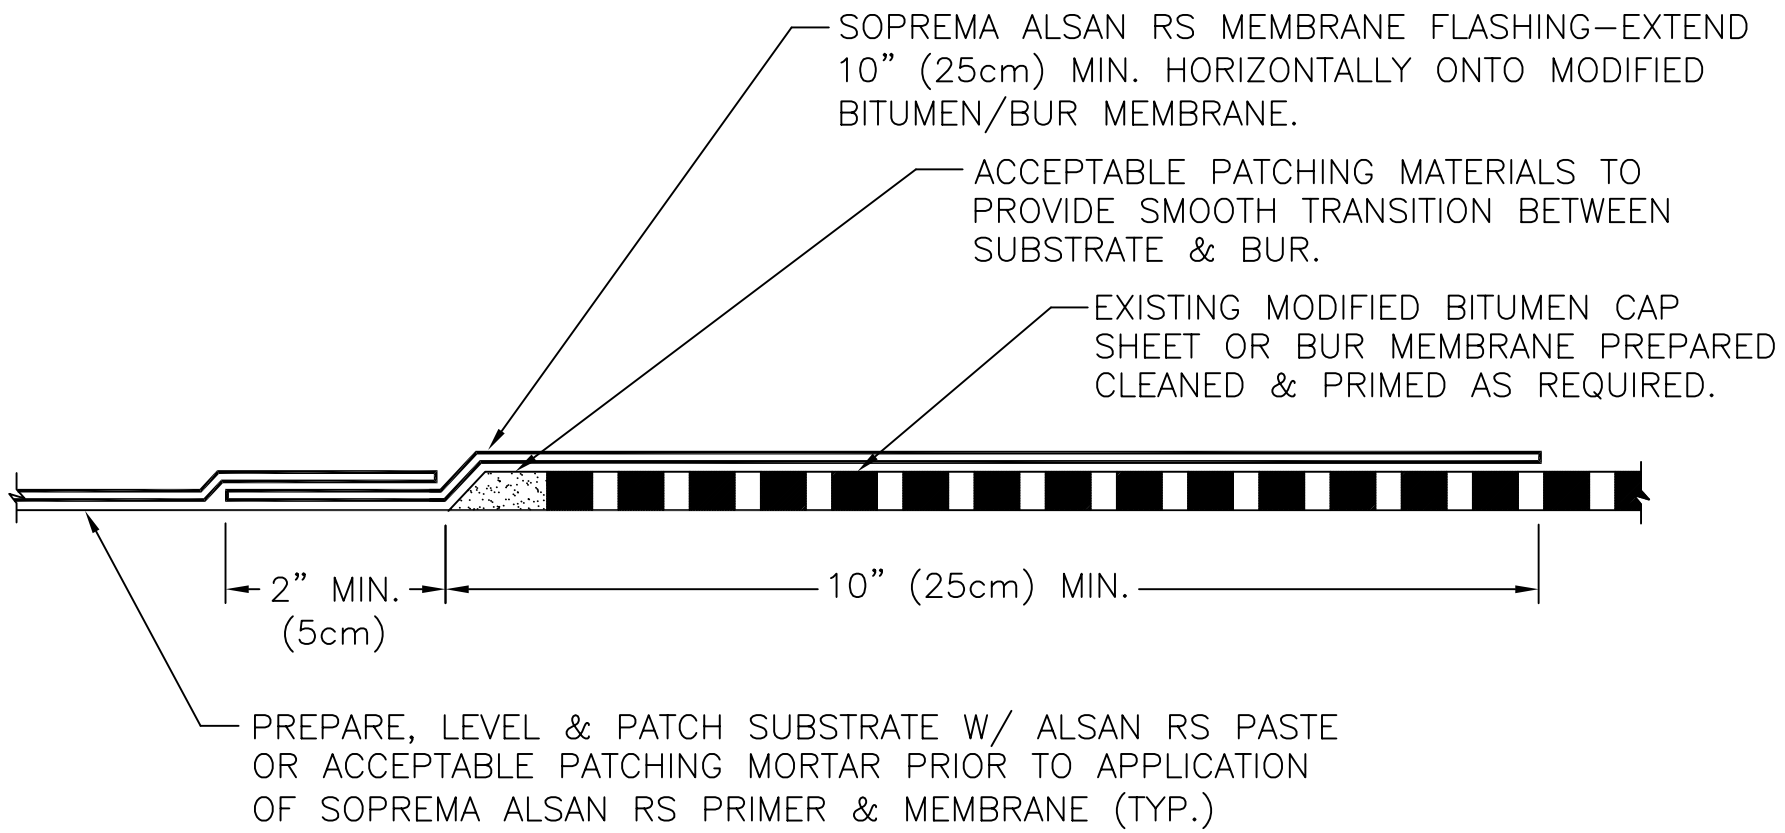 SOPREMA ALSAN RS MEMBRANE FLASHING–EXTEND
10” (25cm) MIN. HORIZONTALLY ONTO MODIFIED
BITUMEN/BUR MEMBRANE.
ACCEPTABLE PATCHING MATERIALS TO
PROVIDE SMOOTH TRANSITION BETWEEN
SUBSTRATE & BUR.
EXISTING MODIFIED BITUMEN CAP
SHEET OR BUR MEMBRANE PREPARED
CLEANED & PRIMED AS REQUIRED.
2” MIN.
(5cm)
10” (25cm) MIN.
PREPARE, LEVEL & PATCH SUBSTRATE W/ ALSAN RS PASTE
OR ACCEPTABLE PATCHING MORTAR PRIOR TO APPLICATION
OF SOPREMA ALSAN RS PRIMER & MEMBRANE (TYP.)